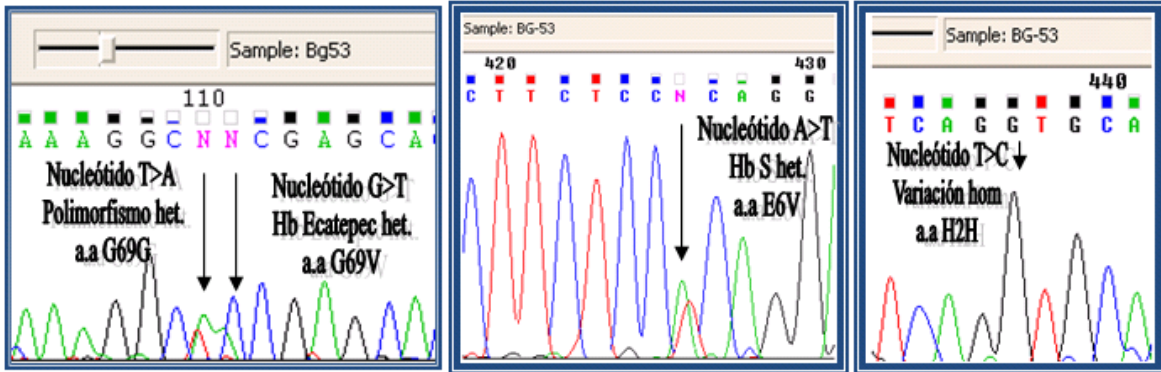 Sample: Bg53
110
A A A G G C N N C G A G C A
Nucleótido T>A
Polimorfismo het.
a.a G69G
Nucleótido G>T
Hb Ecatepec het.
a.a G69V
Sample: BG-53
420 430
C T T C T C C N C A G G
Nucleótido A>T
Hb S het.
a.a E6V
Sample: BG-53
440
T C A G G T G C A
Nucleótido T>C
Variación hom
a.a H2H